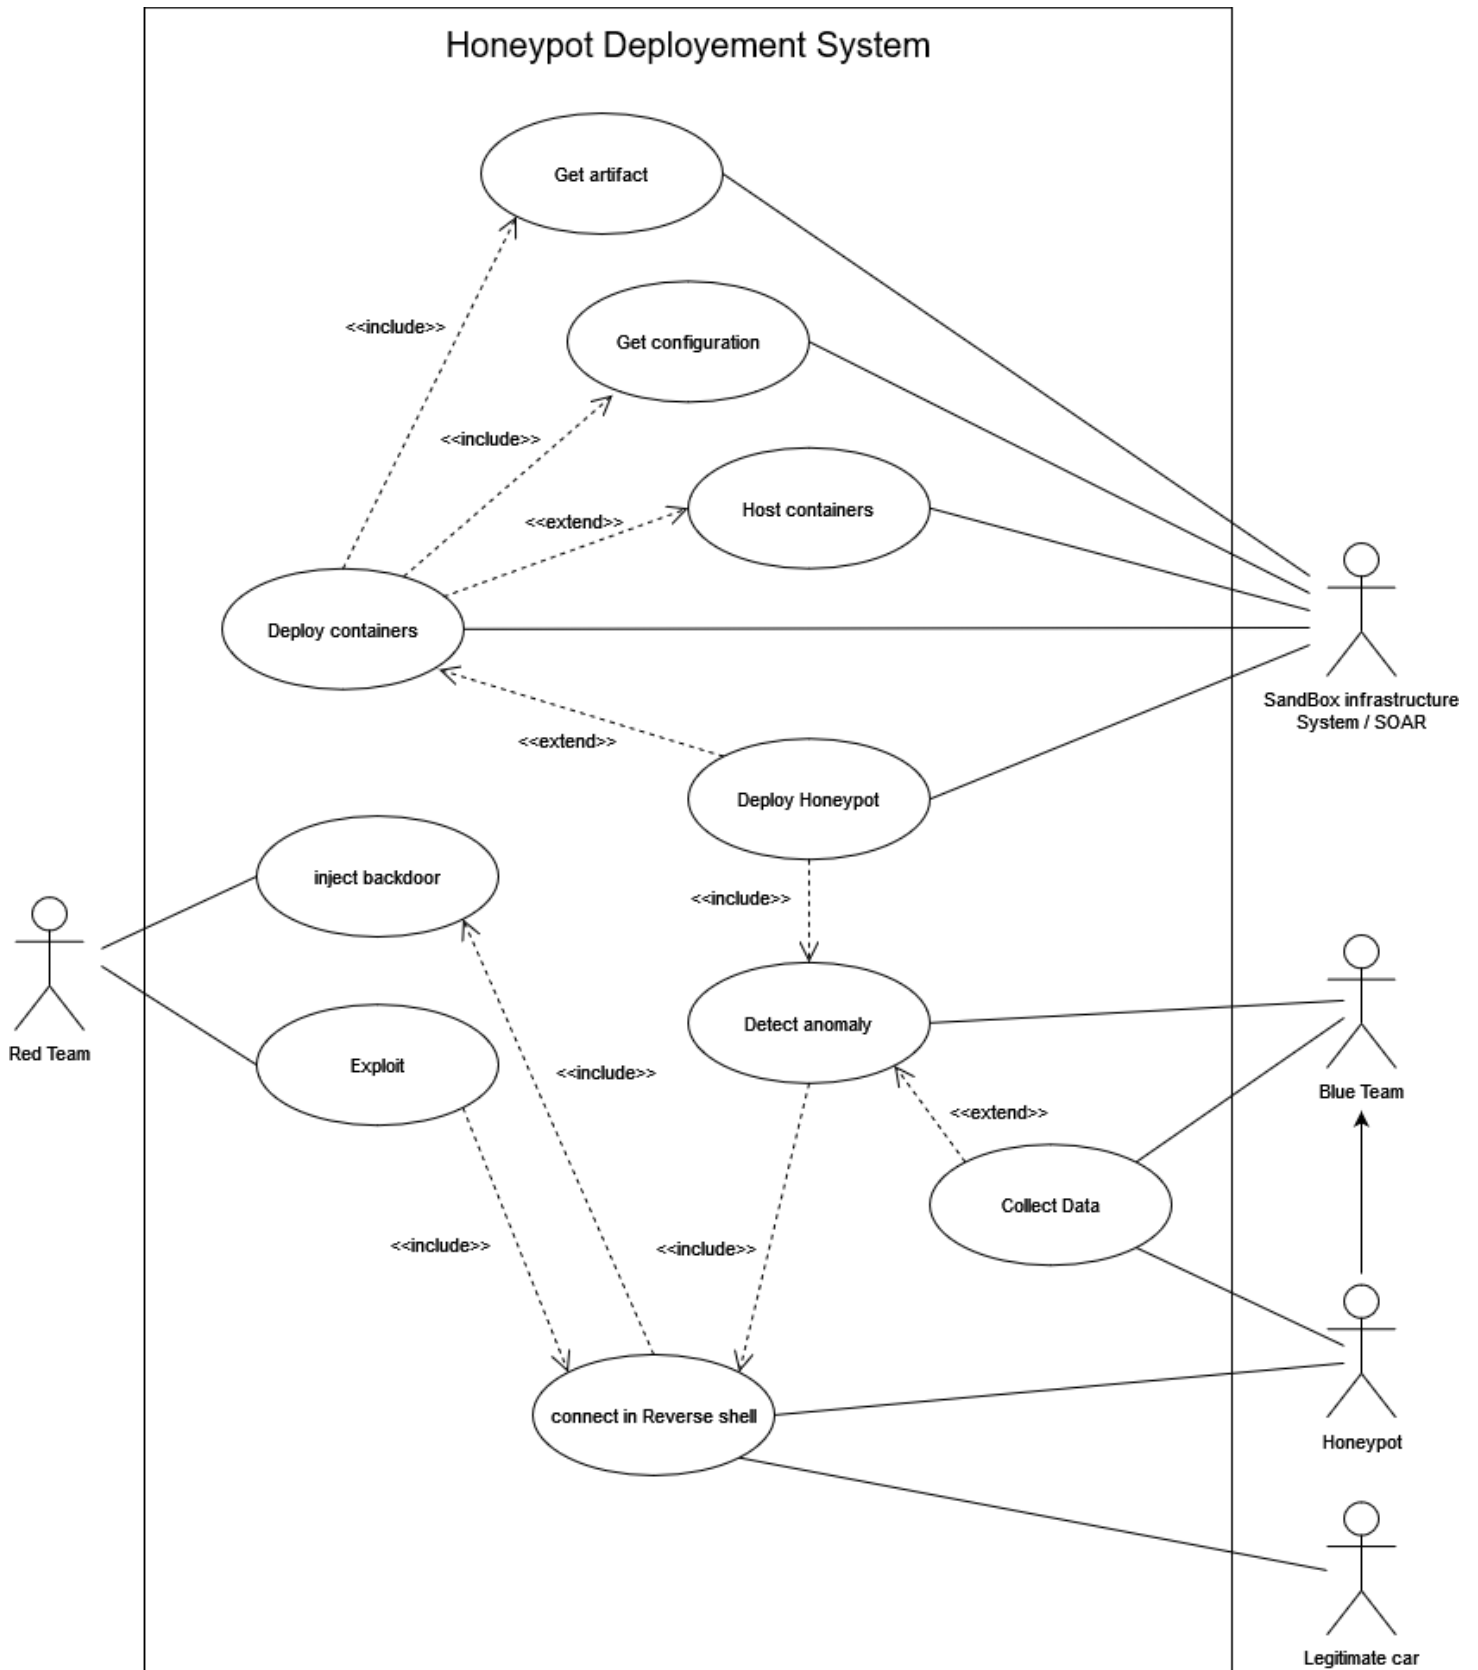 Honeypot Deployement System
Get artifact
<<include>>
Get configuration
<<include>>
Host containers
<<extend>>
Deploy containers
SandBox infrastructure
System / SOAR
<<extend>>
Deploy Honeypot
inject backdoor
<<include>>
Red Team
Detect anomaly
Exploit
<<include>>
Blue Team
<<extend>>
Collect Data
<<include>>
<<include>>
connect in Reverse shell
Honeypot
Legitimate car